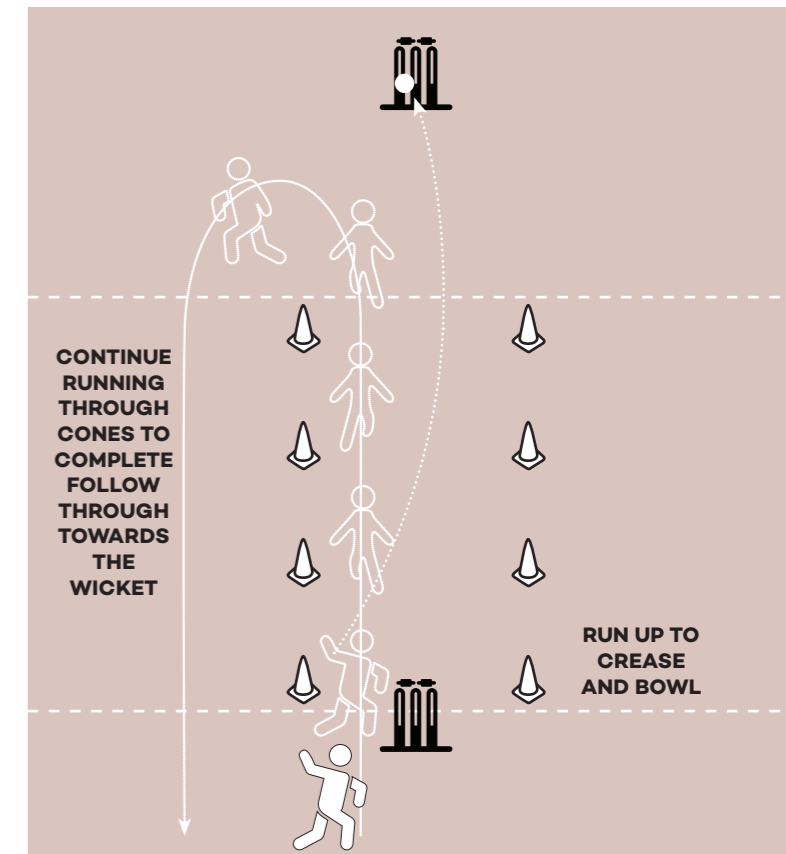 CONTINUE
RUNNING
THROUGH
CONES TO
COMPLETE
FOLLOW
THROUGH
TOWARDS
THE
WICKET
RUN UP TO
CREASE
AND BOWL